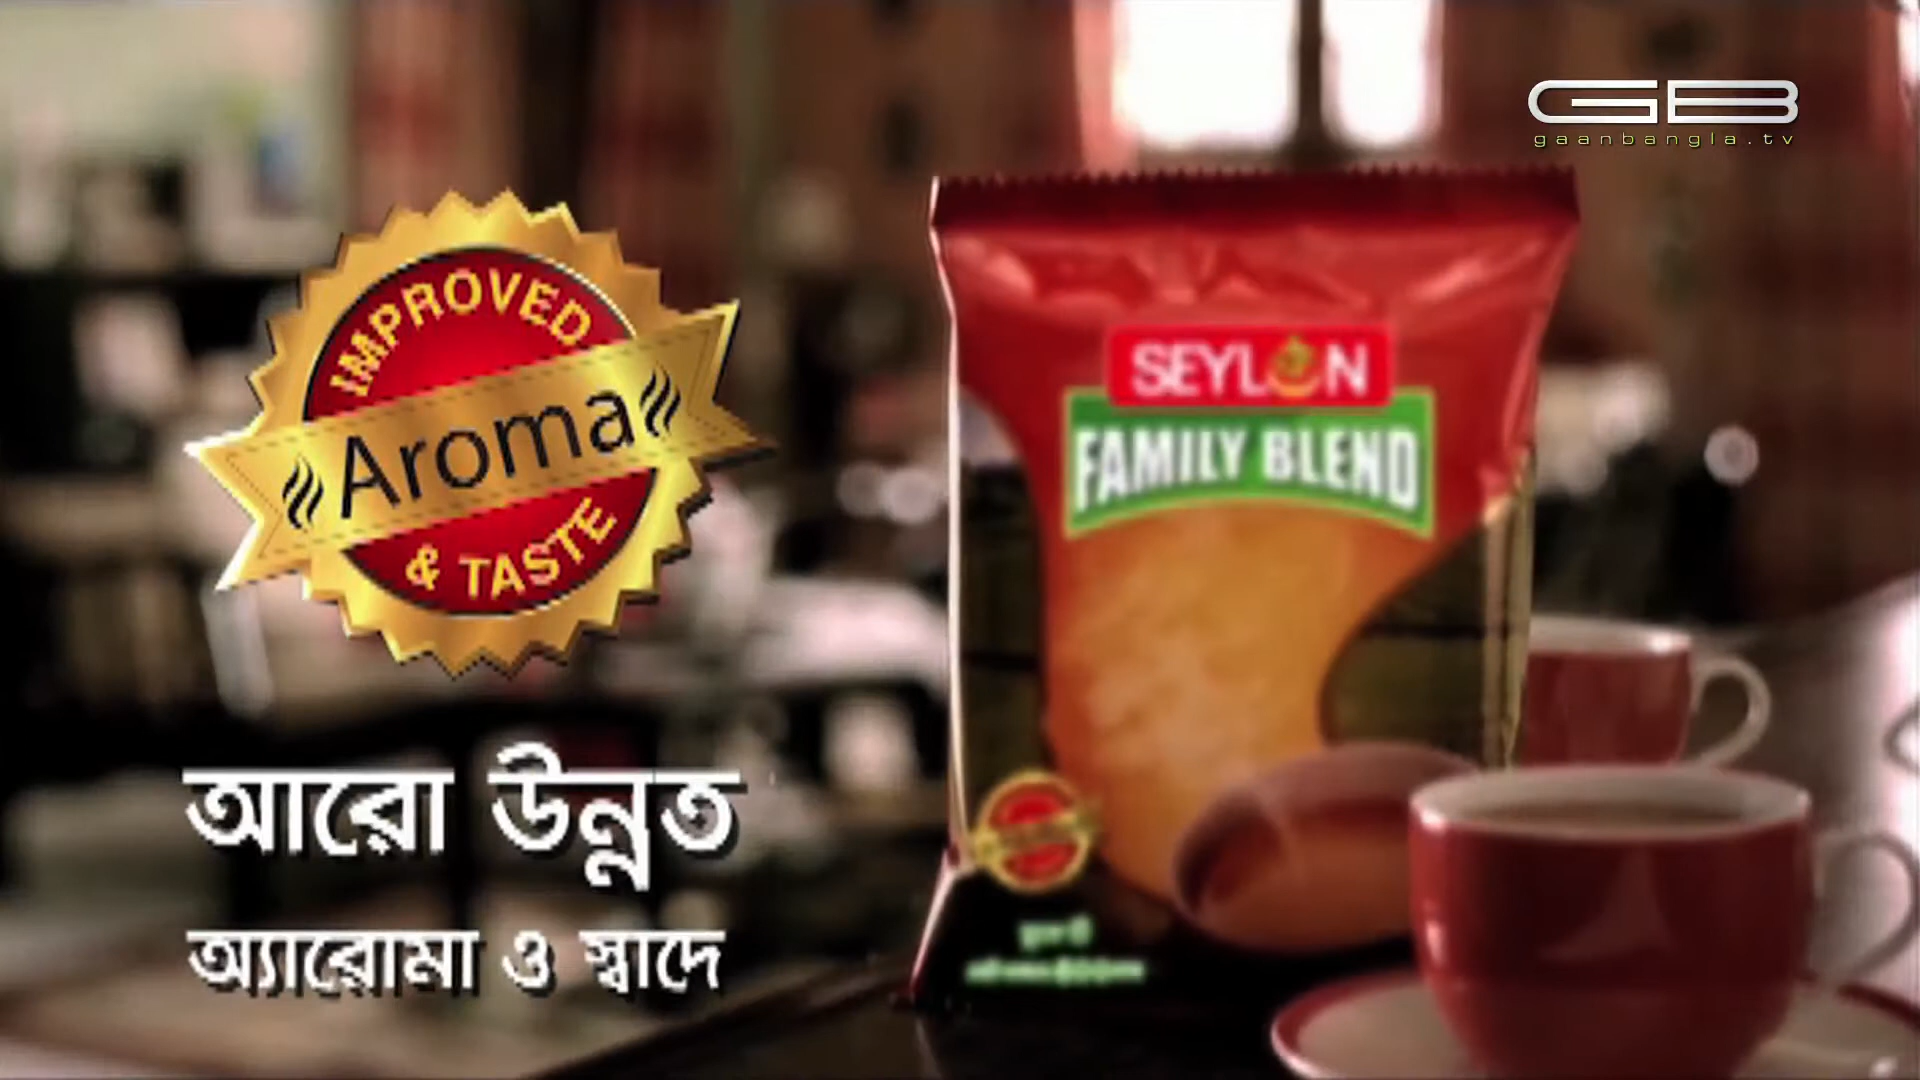 GB
gaanbangla.tv
IMPROVED
Aroma
& TASTE
SEYLON
FAMILY BLEND
আরো উন্নত
অ্যারোমা ও স্বাদে